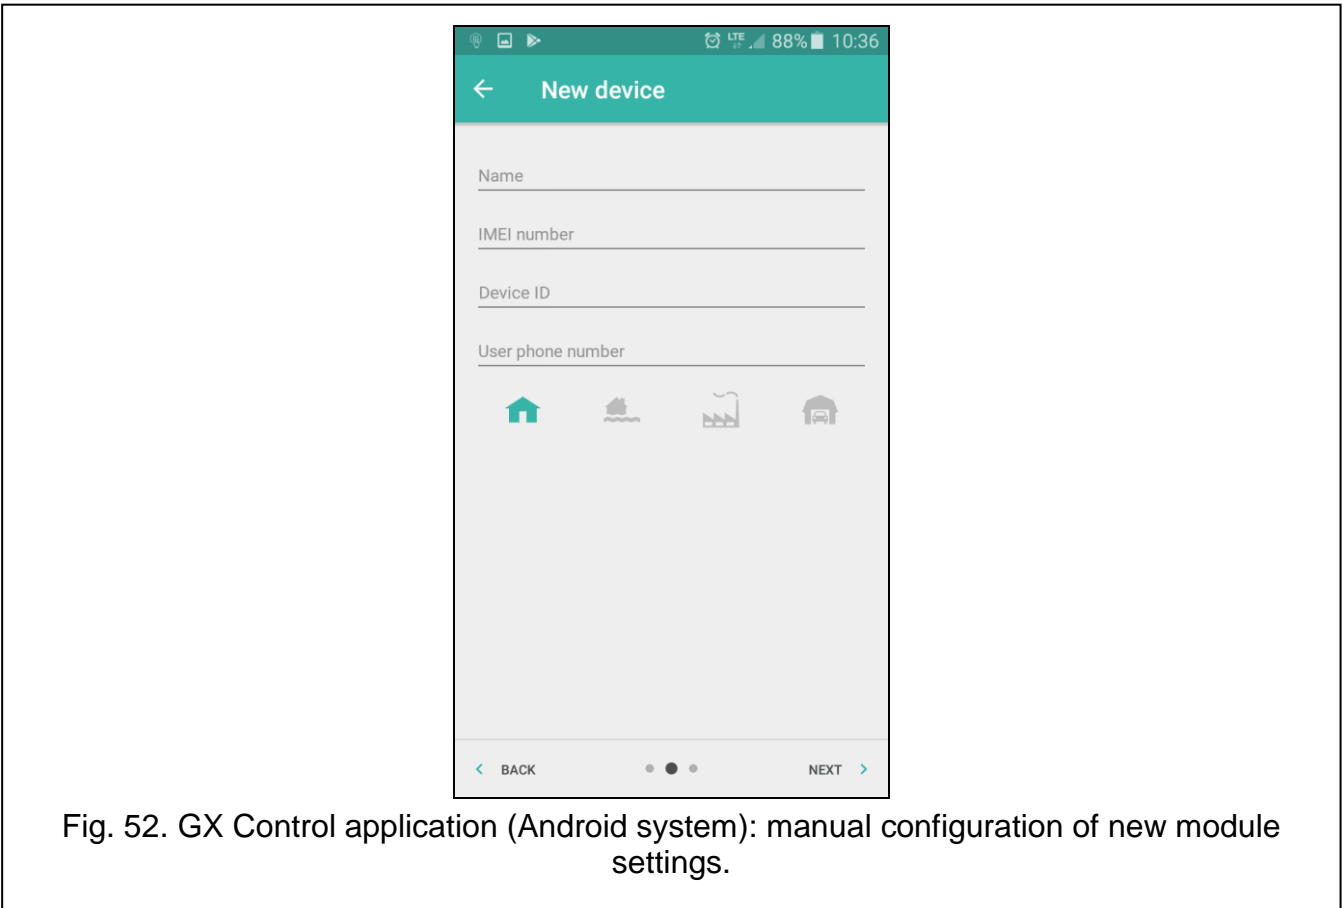 LTE 88% 10:36
New device
Name
IMEI number
Device ID
User phone number
BACK NEXT
Fig. 52. GX Control application (Android system): manual configuration of new module
settings.